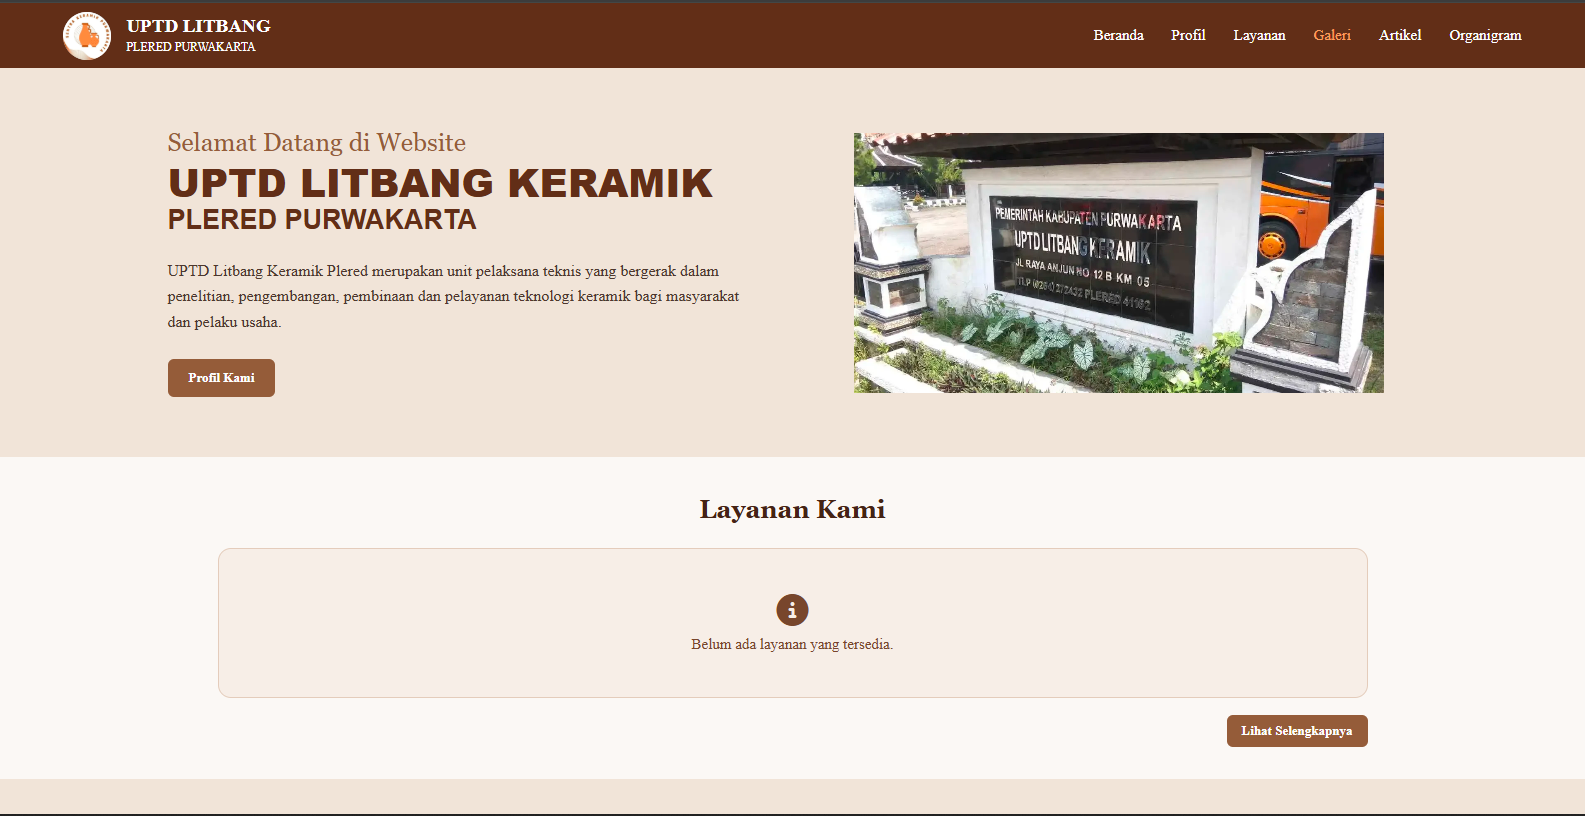 UPTD LITBANG
PLERED PURWAKARTA
Beranda Profil Layanan Galeri Artikel Organigram
Selamat Datang di Website
UPTD LITBANG KERAMIK
PLERED PURWAKARTA
UPTD Litbang Keramik Plered merupakan unit pelaksana teknis yang bergerak dalam
penelitian, pengembangan, pembinaan dan pelayanan teknologi keramik bagi masyarakat
dan pelaku usaha.
Profil Kami
PEMERINTAH KABUPATEN PURWAKARTA
UPTD LITBANG KERAMIK
JL RAYA ANJUN NO 12 B KM 05
PLERED 41162
Layanan Kami
Belum ada layanan yang tersedia.
Lihat Selengkapnya